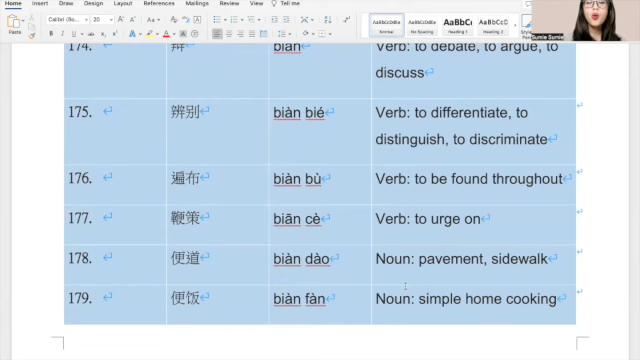 Home Insert Draw Design Layout References Mailings Review View Tell me
Calibri (Bod... 20
AaBbCcDdEe AaBbCcDdEe AaBbCc AaBbCcD
Normal No Spacing Heading 1 Heading 2
Sumie Sumie
174. 辩 biàn Verb: to debate, to argue, to
discuss
175. 辨别 biàn bié Verb: to differentiate, to
distinguish, to discriminate
176. 遍布 biàn bù Verb: to be found throughout
177. 鞭策 biān cè Verb: to urge on
178. 便道 biàn dào Noun: pavement, sidewalk
179. 便饭 biàn fàn Noun: simple home cooking